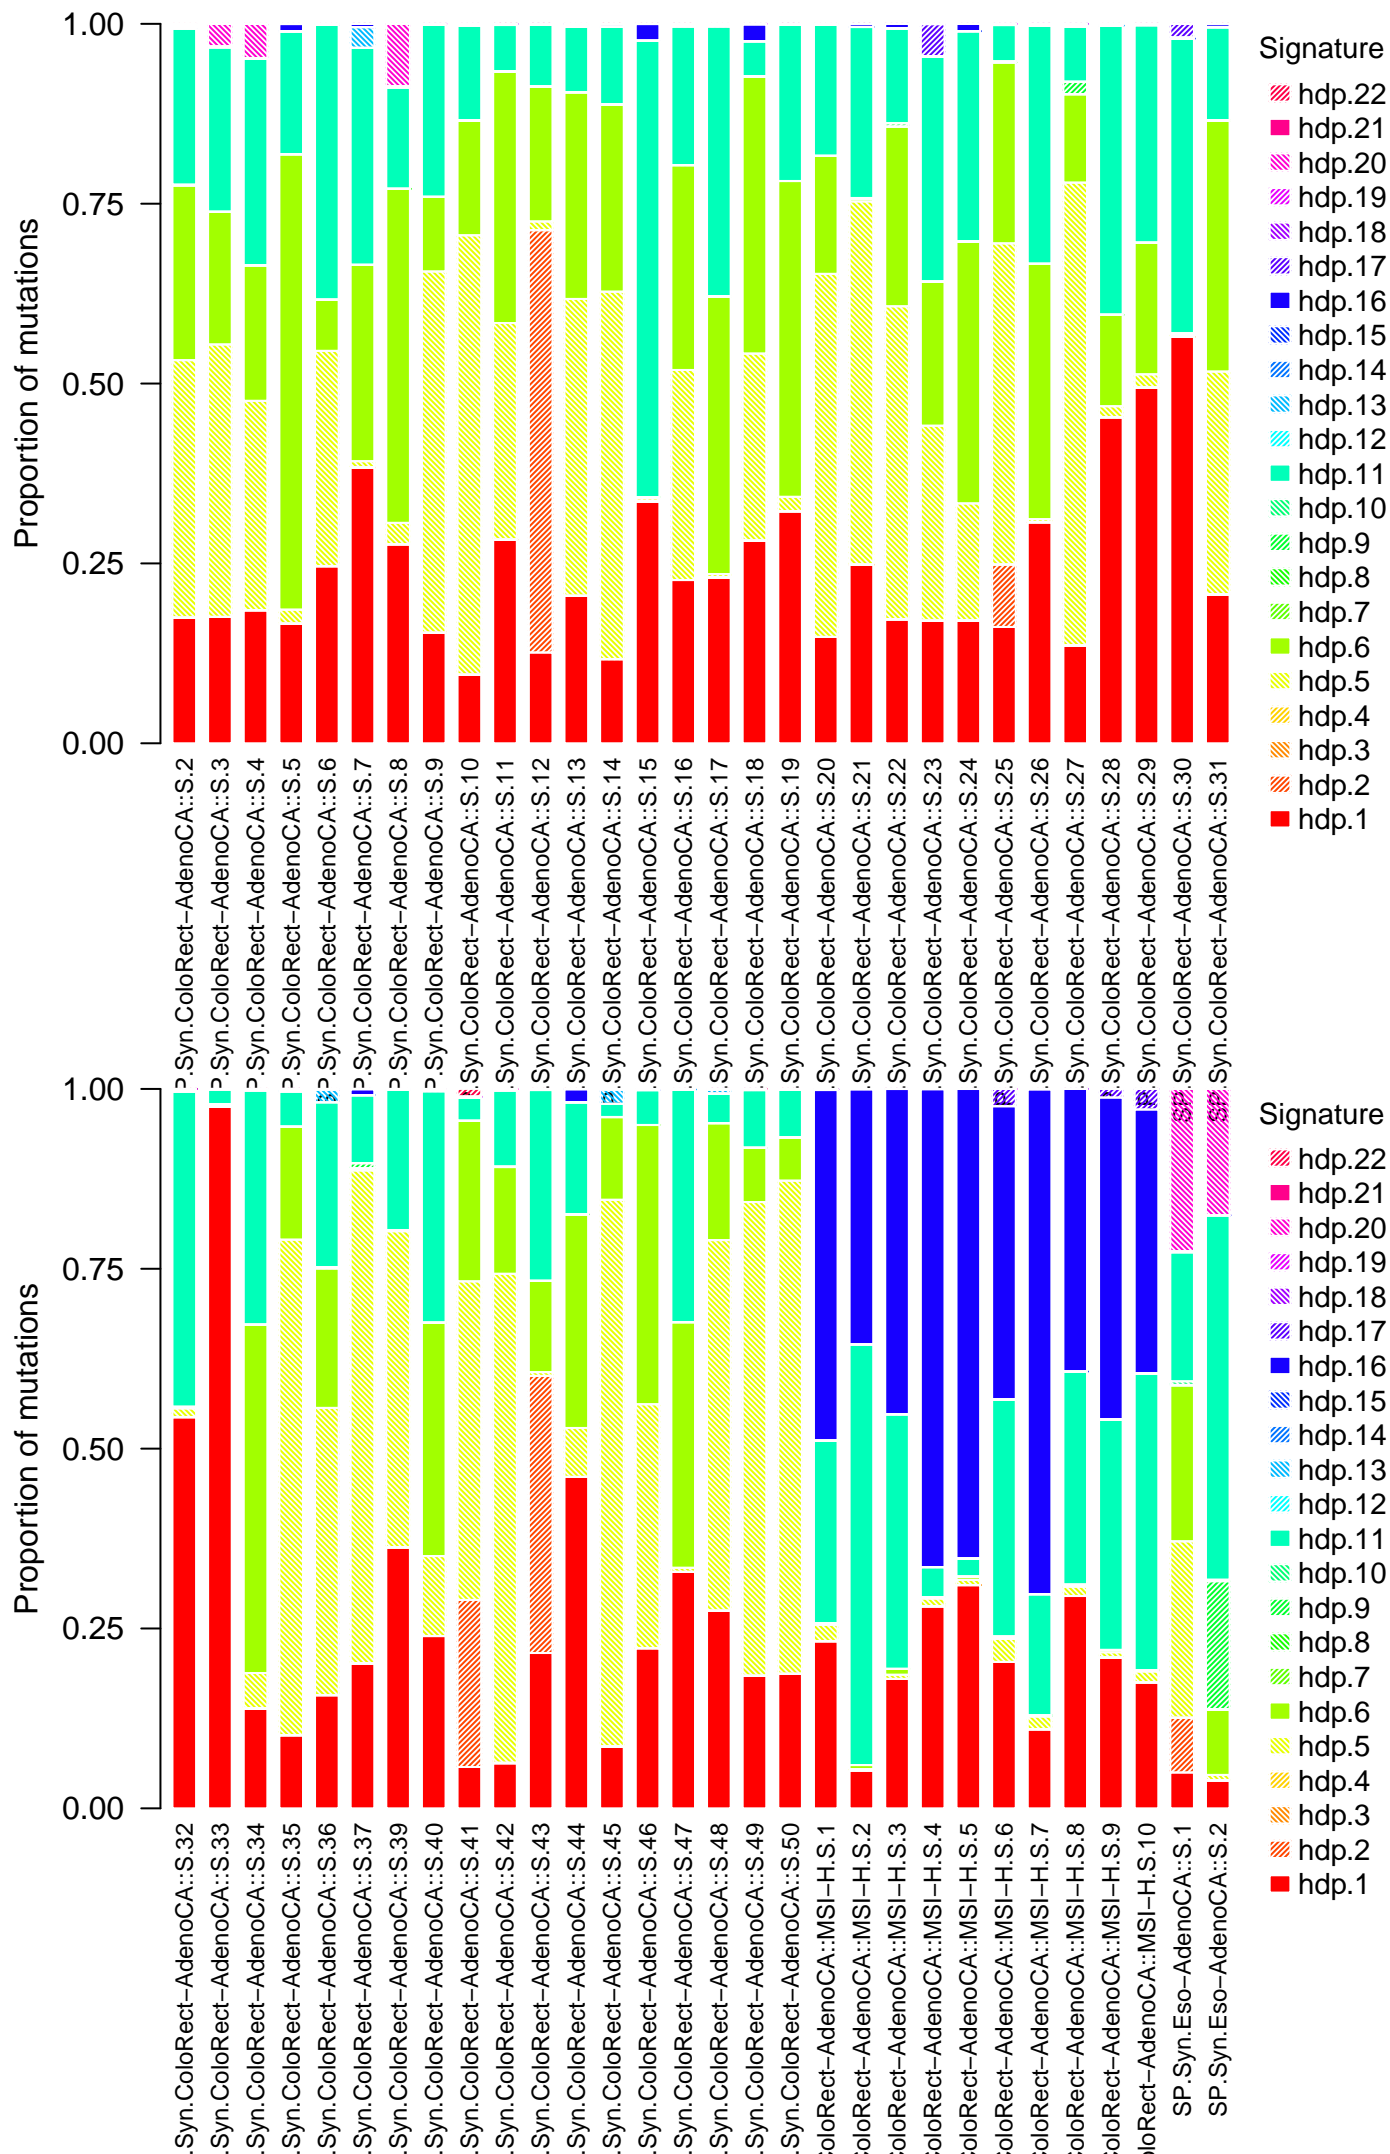 Proportion of mutations
1.00
0.75
0.50
0.25
0.00
P.Syn.ColoRect−AdenoCA::S.2
P.Syn.ColoRect−AdenoCA::S.3
P.Syn.ColoRect−AdenoCA::S.4
P.Syn.ColoRect−AdenoCA::S.5
P.Syn.ColoRect−AdenoCA::S.6
P.Syn.ColoRect−AdenoCA::S.7
P.Syn.ColoRect−AdenoCA::S.8
P.Syn.ColoRect−AdenoCA::S.9
.Syn.ColoRect−AdenoCA::S.10
.Syn.ColoRect−AdenoCA::S.11
.Syn.ColoRect−AdenoCA::S.12
.Syn.ColoRect−AdenoCA::S.13
.Syn.ColoRect−AdenoCA::S.14
.Syn.ColoRect−AdenoCA::S.15
.Syn.ColoRect−AdenoCA::S.16
.Syn.ColoRect−AdenoCA::S.17
.Syn.ColoRect−AdenoCA::S.18
.Syn.ColoRect−AdenoCA::S.19
.Syn.ColoRect−AdenoCA::S.20
.Syn.ColoRect−AdenoCA::S.21
.Syn.ColoRect−AdenoCA::S.22
.Syn.ColoRect−AdenoCA::S.23
.Syn.ColoRect−AdenoCA::S.24
.Syn.ColoRect−AdenoCA::S.25
.Syn.ColoRect−AdenoCA::S.26
.Syn.ColoRect−AdenoCA::S.27
.Syn.ColoRect−AdenoCA::S.28
.Syn.ColoRect−AdenoCA::S.29
.Syn.ColoRect−AdenoCA::S.30
.Syn.ColoRect−AdenoCA::S.31
Signature
hdp.22
hdp.21
hdp.20
hdp.19
hdp.18
hdp.17
hdp.16
hdp.15
hdp.14
hdp.13
hdp.12
hdp.11
hdp.10
hdp.9
hdp.8
hdp.7
hdp.6
hdp.5
hdp.4
hdp.3
hdp.2
hdp.1
Proportion of mutations
1.00
0.75
0.50
0.25
0.00
.Syn.ColoRect−AdenoCA::S.32
.Syn.ColoRect−AdenoCA::S.33
.Syn.ColoRect−AdenoCA::S.34
.Syn.ColoRect−AdenoCA::S.35
.Syn.ColoRect−AdenoCA::S.36
.Syn.ColoRect−AdenoCA::S.37
.Syn.ColoRect−AdenoCA::S.39
.Syn.ColoRect−AdenoCA::S.40
.Syn.ColoRect−AdenoCA::S.41
.Syn.ColoRect−AdenoCA::S.42
.Syn.ColoRect−AdenoCA::S.43
.Syn.ColoRect−AdenoCA::S.44
.Syn.ColoRect−AdenoCA::S.45
.Syn.ColoRect−AdenoCA::S.46
.Syn.ColoRect−AdenoCA::S.47
.Syn.ColoRect−AdenoCA::S.48
.Syn.ColoRect−AdenoCA::S.49
.Syn.ColoRect−AdenoCA::S.50
ColoRect−AdenoCA::MSI−H.S.1
ColoRect−AdenoCA::MSI−H.S.2
ColoRect−AdenoCA::MSI−H.S.3
ColoRect−AdenoCA::MSI−H.S.4
ColoRect−AdenoCA::MSI−H.S.5
ColoRect−AdenoCA::MSI−H.S.6
ColoRect−AdenoCA::MSI−H.S.7
ColoRect−AdenoCA::MSI−H.S.8
ColoRect−AdenoCA::MSI−H.S.9
oloRect−AdenoCA::MSI−H.S.10
SP.Syn.Eso−AdenoCA::S.1
SP.Syn.Eso−AdenoCA::S.2
Signature
hdp.22
hdp.21
hdp.20
hdp.19
hdp.18
hdp.17
hdp.16
hdp.15
hdp.14
hdp.13
hdp.12
hdp.11
hdp.10
hdp.9
hdp.8
hdp.7
hdp.6
hdp.5
hdp.4
hdp.3
hdp.2
hdp.1